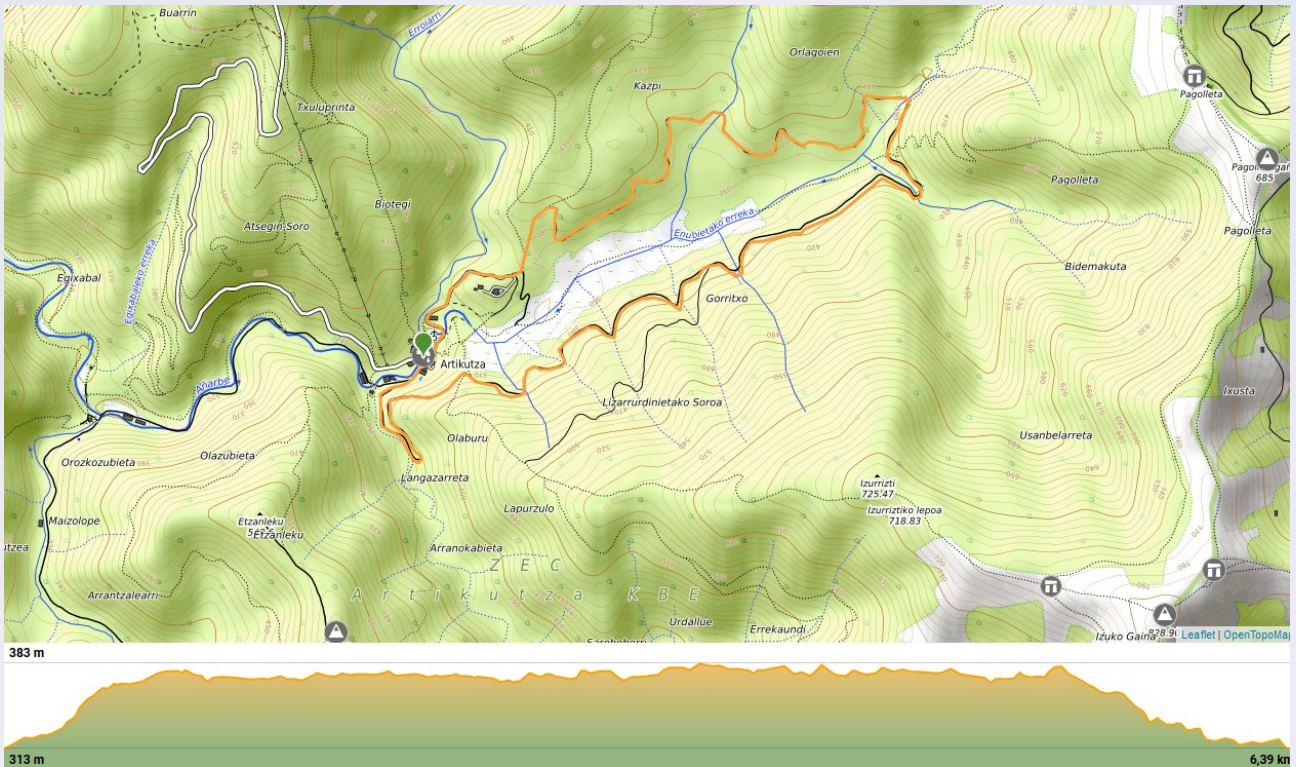 Buarrin
Erroiarri
Orlagoien
Kazpi
Pagolleta
Txuluprinta
685
Pagolleta
Biotegi
Atsegin-Soro
Enubietako erreka
Pagolleta
Egixabaleko erreka
Bidemakuta
Egixabal
Gorritxo
Artikutza
Añarbe
Ixusta
Lizarrurdinietako Soroa
Olaburu
Usanbelarreta
Orozkozubieta
Olazubieta
Langazarreta
Izurrizti
725.47
Lapurzulo
Izurriztiko lepoa
718.83
Maizolope
Etzanleku
Etzanleku
utzea
Arranokabieta
ZEC
Arrantzalearri
Artikutza KBE
Urdallue
Errekaundi
Izuko Gaina
Leaflet | OpenTopoMap
383 m
313 m
6,39 km